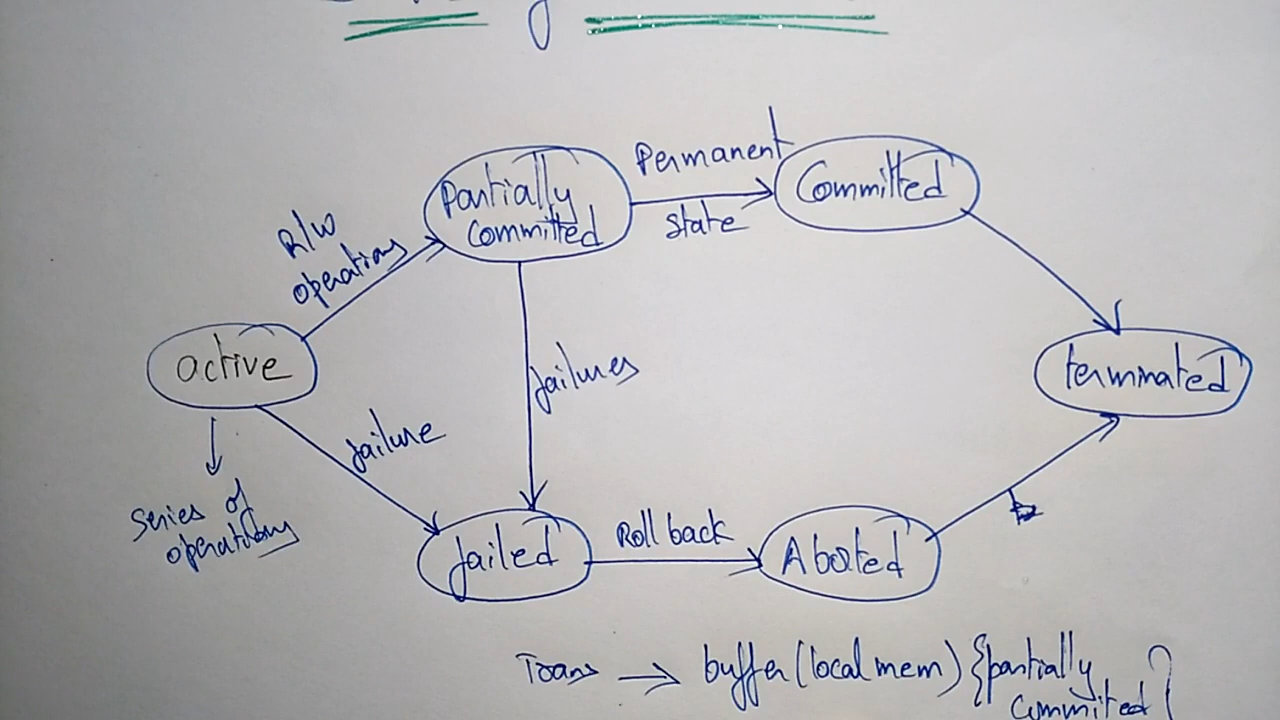 Permanent
Partially
Committed
Committed
State
R/W
operations
active
failures
terminated
failure
series of
operations
failed
Roll back
Aborted
Trans → buffer (local mem) {partially
Committed}